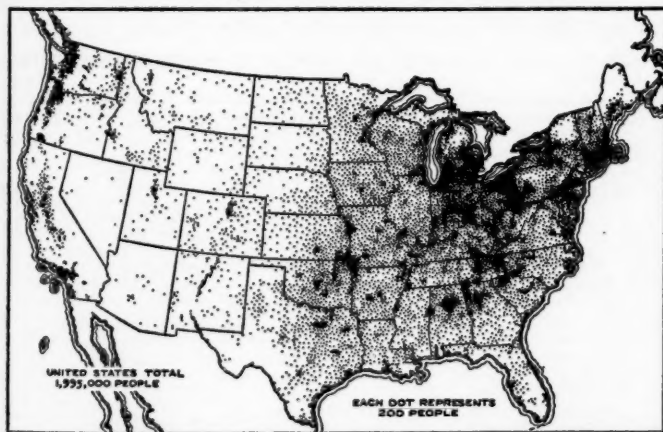 UNITED STATES TOTAL
1,995,000 PEOPLE
EACH DOT REPRESENTS
200 PEOPLE